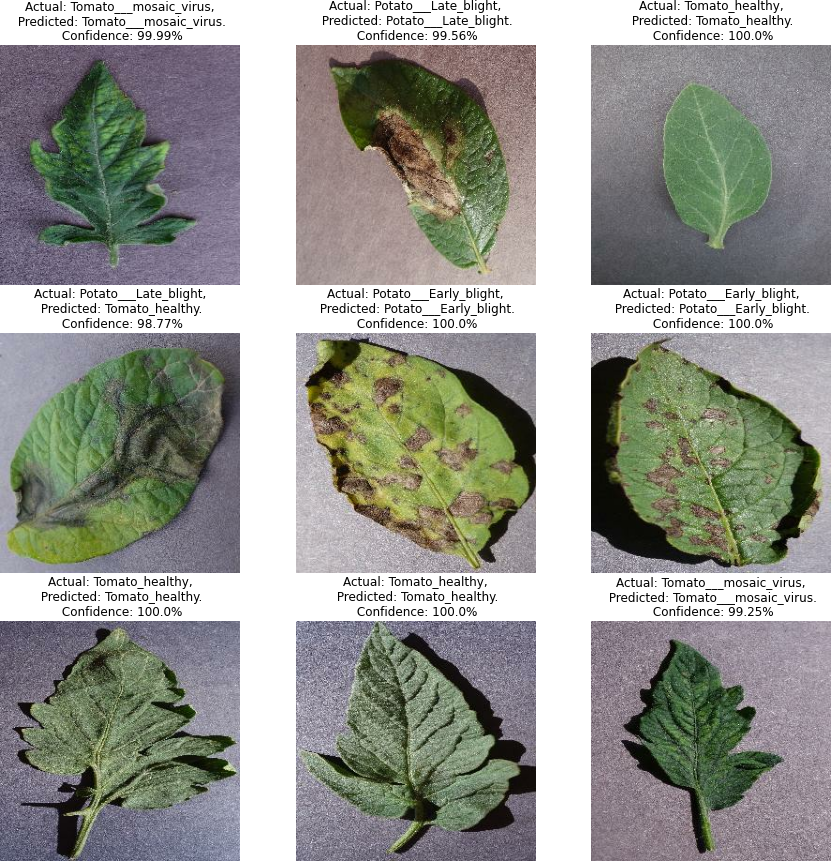 Actual: Tomato___mosaic_virus,
Predicted: Tomato___mosaic_virus.
Confidence: 99.99%
Actual: Potato___Late_blight,
Predicted: Potato___Late_blight.
Confidence: 99.56%
Actual: Tomato_healthy,
Predicted: Tomato_healthy.
Confidence: 100.0%
Actual: Potato___Late_blight,
Predicted: Tomato_healthy.
Confidence: 98.77%
Actual: Potato___Early_blight,
Predicted: Potato___Early_blight.
Confidence: 100.0%
Actual: Potato___Early_blight,
Predicted: Potato___Early_blight.
Confidence: 100.0%
Actual: Tomato_healthy,
Predicted: Tomato_healthy.
Confidence: 100.0%
Actual: Tomato_healthy,
Predicted: Tomato_healthy.
Confidence: 100.0%
Actual: Tomato___mosaic_virus,
Predicted: Tomato___mosaic_virus.
Confidence: 99.25%